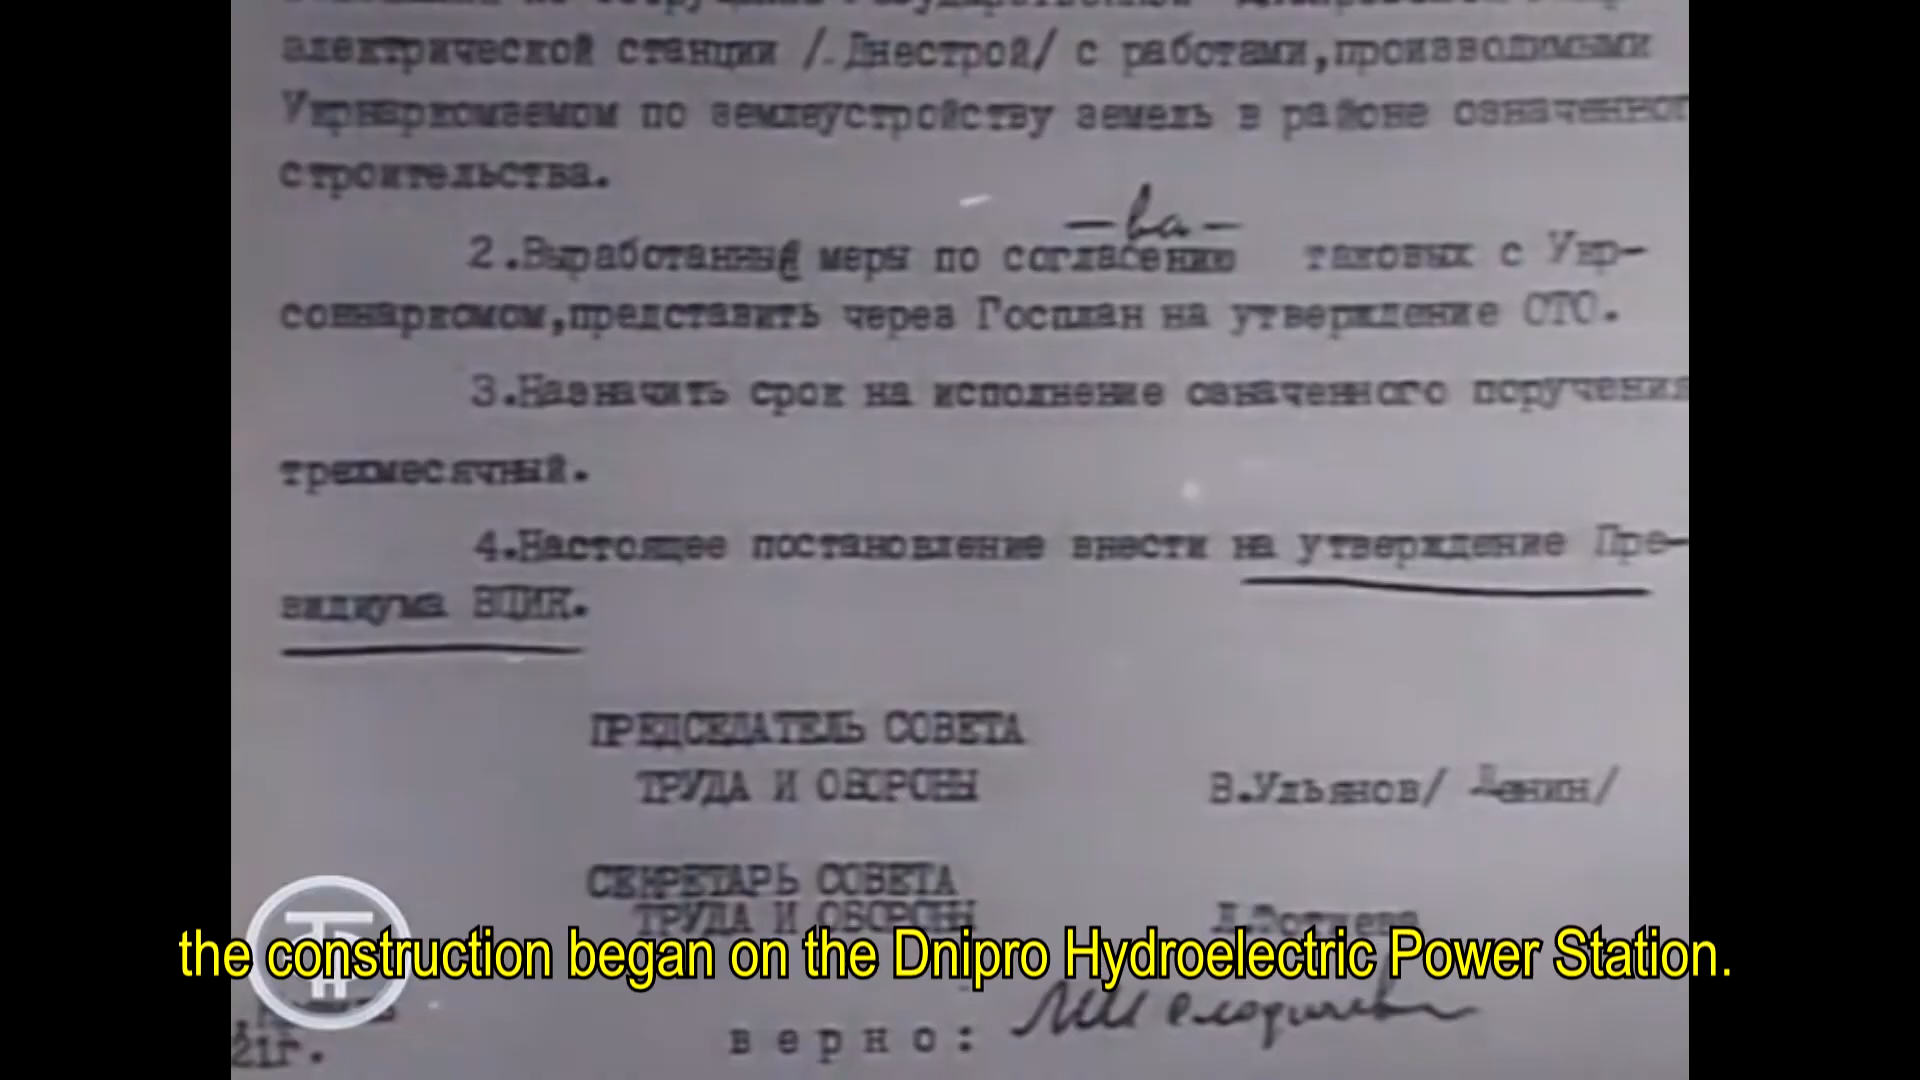 электрической станции /.Днестрой/ с работами,производимыми
Укрнаркомземом по землеустройству земель в районе означенног
строительства.
-ва-
2.Выработанные меры по согласению таковых с Укр-
совнаркомом,представить через Госплан на утверждение СТО.
3.Назначить срок на исполнение означенного поручения
трехмесячный.
4.Настоящее постановление внести на утверждение Пре-
зидиума ВЦИК.
ПРЕДСЕДАТЕЛЬ СОВЕТА
ТРУДА И ОБОРОНЫ В.Ульянов/ Ленин/
СЕКРЕТАРЬ СОВЕТА
ТРУДА И ОБОРОНЫ
the construction began on the Dnipro Hydroelectric Power Station.
верно:
21г.